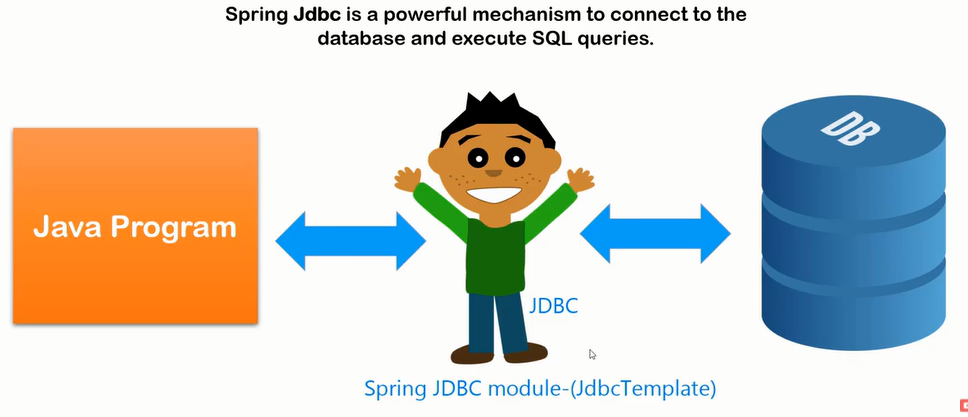 Spring Jdbc is a powerful mechanism to connect to the
database and execute SQL queries.
DB
Java Program
JDBC
Spring JDBC module-(JdbcTemplate)